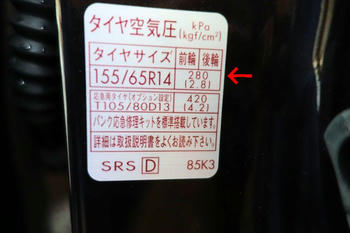 タイヤ空気圧 kPa (kgf/cm²)
タイヤサイズ 前輪 後輪
155/65R14 280 (2.8)
応急用タイヤ(オプション設定) 420
T105/80D13 (4.2)
パンク応急修理キットを標準搭載しています。
詳細は取扱説明書をよくお読み下さい。
SRS D 85K3